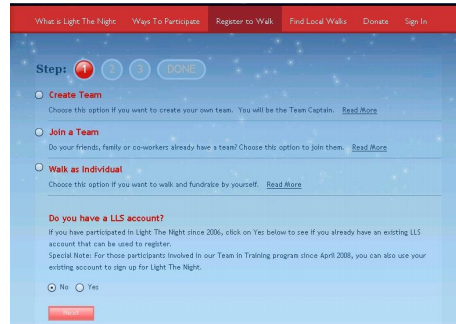 What is Light The Night Ways To Participate Register to Walk Find Local Walks Donate Sign In
Step: 1 2 3 DONE
Create Team
Choose this option if you want to create your own team. You will be the Team Captain. Read More
Join a Team
Do your friends, family or co-workers already have a team? Choose this option to join them. Read More
Walk as Individual
Choose this option if you want to walk and fundraise by yourself. Read More
Do you have a LLS account?
If you have participated in Light The Night since 2006, click on Yes below to see if you already have an existing LLS
account that can be used to register.
Special Note: For those participants involved in our Team in Training program since April 2008, you can also use your
existing account to sign up for Light The Night.
No Yes
Next